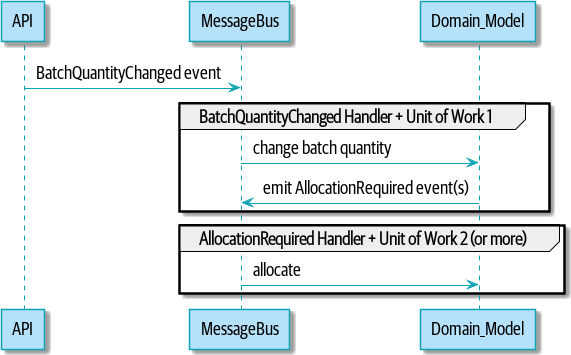 API MessageBus Domain_Model
BatchQuantityChanged event
BatchQuantityChanged Handler + Unit of Work 1
change batch quantity
emit AllocationRequired event(s)
AllocationRequired Handler + Unit of Work 2 (or more)
allocate
API MessageBus Domain_Model